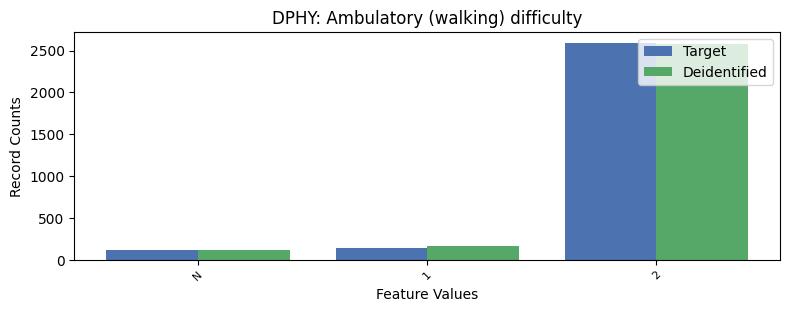 DPHY: Ambulatory (walking) difficulty
Target
Deidentified
Record Counts
2500
2000
1500
1000
500
0
N
1
2
Feature Values